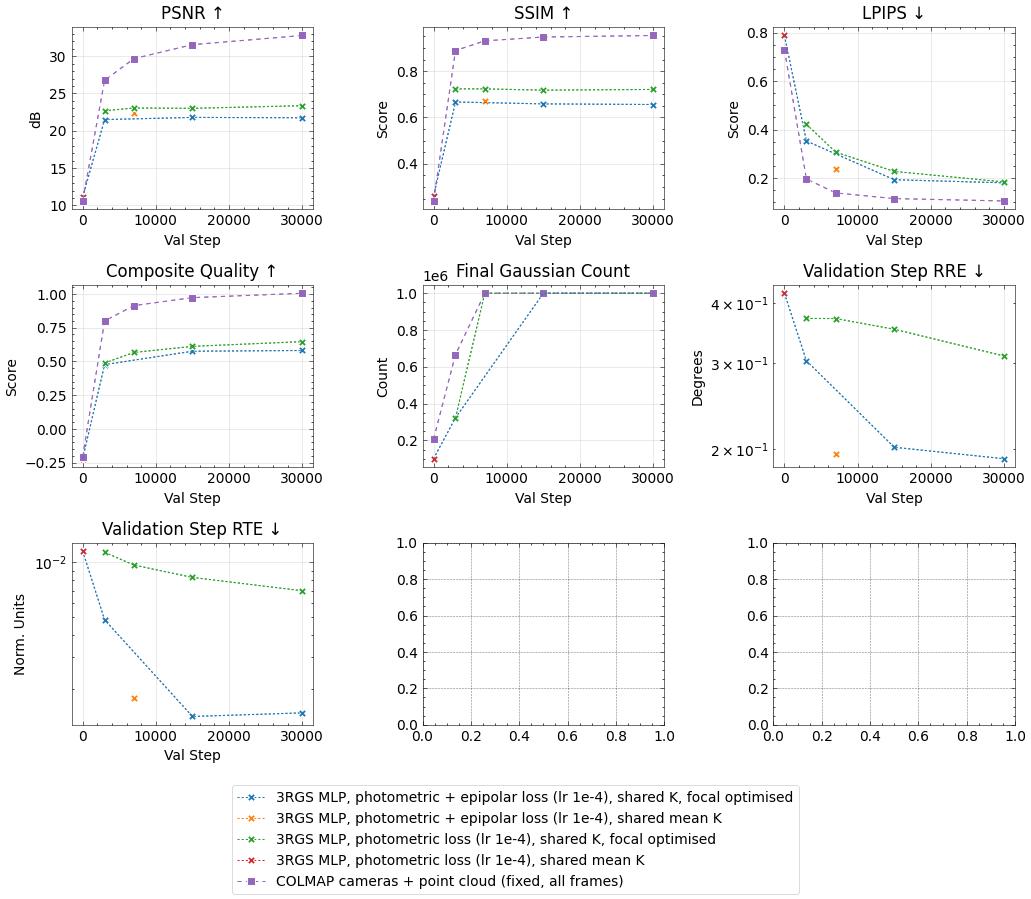 PSNR ↑
30
25
20
15
10
dB
0
10000
20000
30000
Val Step
SSIM ↑
0.8
0.6
0.4
Score
0
10000
20000
30000
Val Step
LPIPS ↓
0.8
0.6
0.4
0.2
Score
0
10000
20000
30000
Val Step
Composite Quality ↑
1.00
0.75
0.50
0.25
0.00
−0.25
Score
0
10000
20000
30000
Val Step
Final Gaussian Count
1e6
1.0
0.8
0.6
0.4
0.2
Count
0
10000
20000
30000
Val Step
Validation Step RRE ↓
4 × 10⁻¹
3 × 10⁻¹
2 × 10⁻¹
Degrees
0
10000
20000
30000
Val Step
Validation Step RTE ↓
10⁻²
Norm. Units
0
10000
20000
30000
Val Step
1.0
0.8
0.6
0.4
0.2
0.0
0.0
0.2
0.4
0.6
0.8
1.0
1.0
0.8
0.6
0.4
0.2
0.0
0.0
0.2
0.4
0.6
0.8
1.0
3RGS MLP, photometric + epipolar loss (lr 1e-4), shared K, focal optimised
3RGS MLP, photometric + epipolar loss (lr 1e-4), shared mean K
3RGS MLP, photometric loss (lr 1e-4), shared K, focal optimised
3RGS MLP, photometric loss (lr 1e-4), shared mean K
COLMAP cameras + point cloud (fixed, all frames)